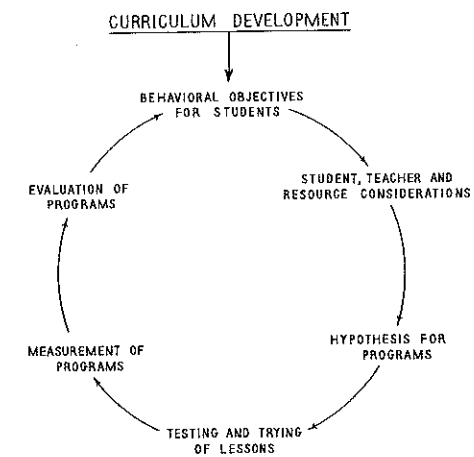 CURRICULUM DEVELOPMENT
BEHAVIORAL OBJECTIVES
FOR STUDENTS
STUDENT, TEACHER AND
RESOURCE CONSIDERATIONS
HYPOTHESIS FOR
PROGRAMS
TESTING AND TRYING
OF LESSONS
MEASUREMENT OF
PROGRAMS
EVALUATION OF
PROGRAMS